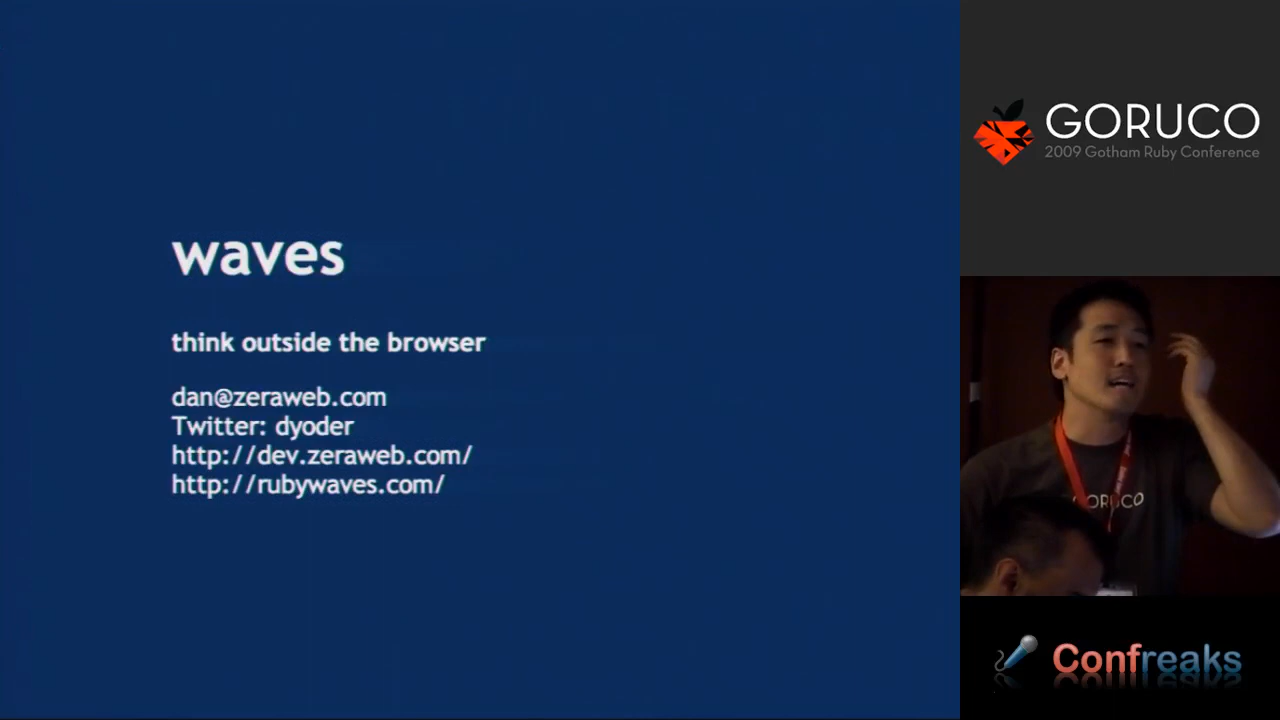 waves
think outside the browser
dan@zeraweb.com
Twitter: dyoder
http://dev.zeraweb.com/
http://rubywaves.com/
GORUCO
2009 Gotham Ruby Conference
GORUCO
Confreaks